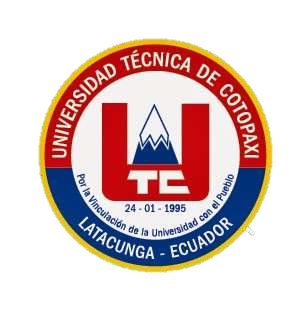 UNIVERSIDAD TÉCNICA DE COTOPAXI
UTC
24 - 01 - 1995
Por la Vinculación de la Universidad con el Pueblo
LATACUNGA - ECUADOR